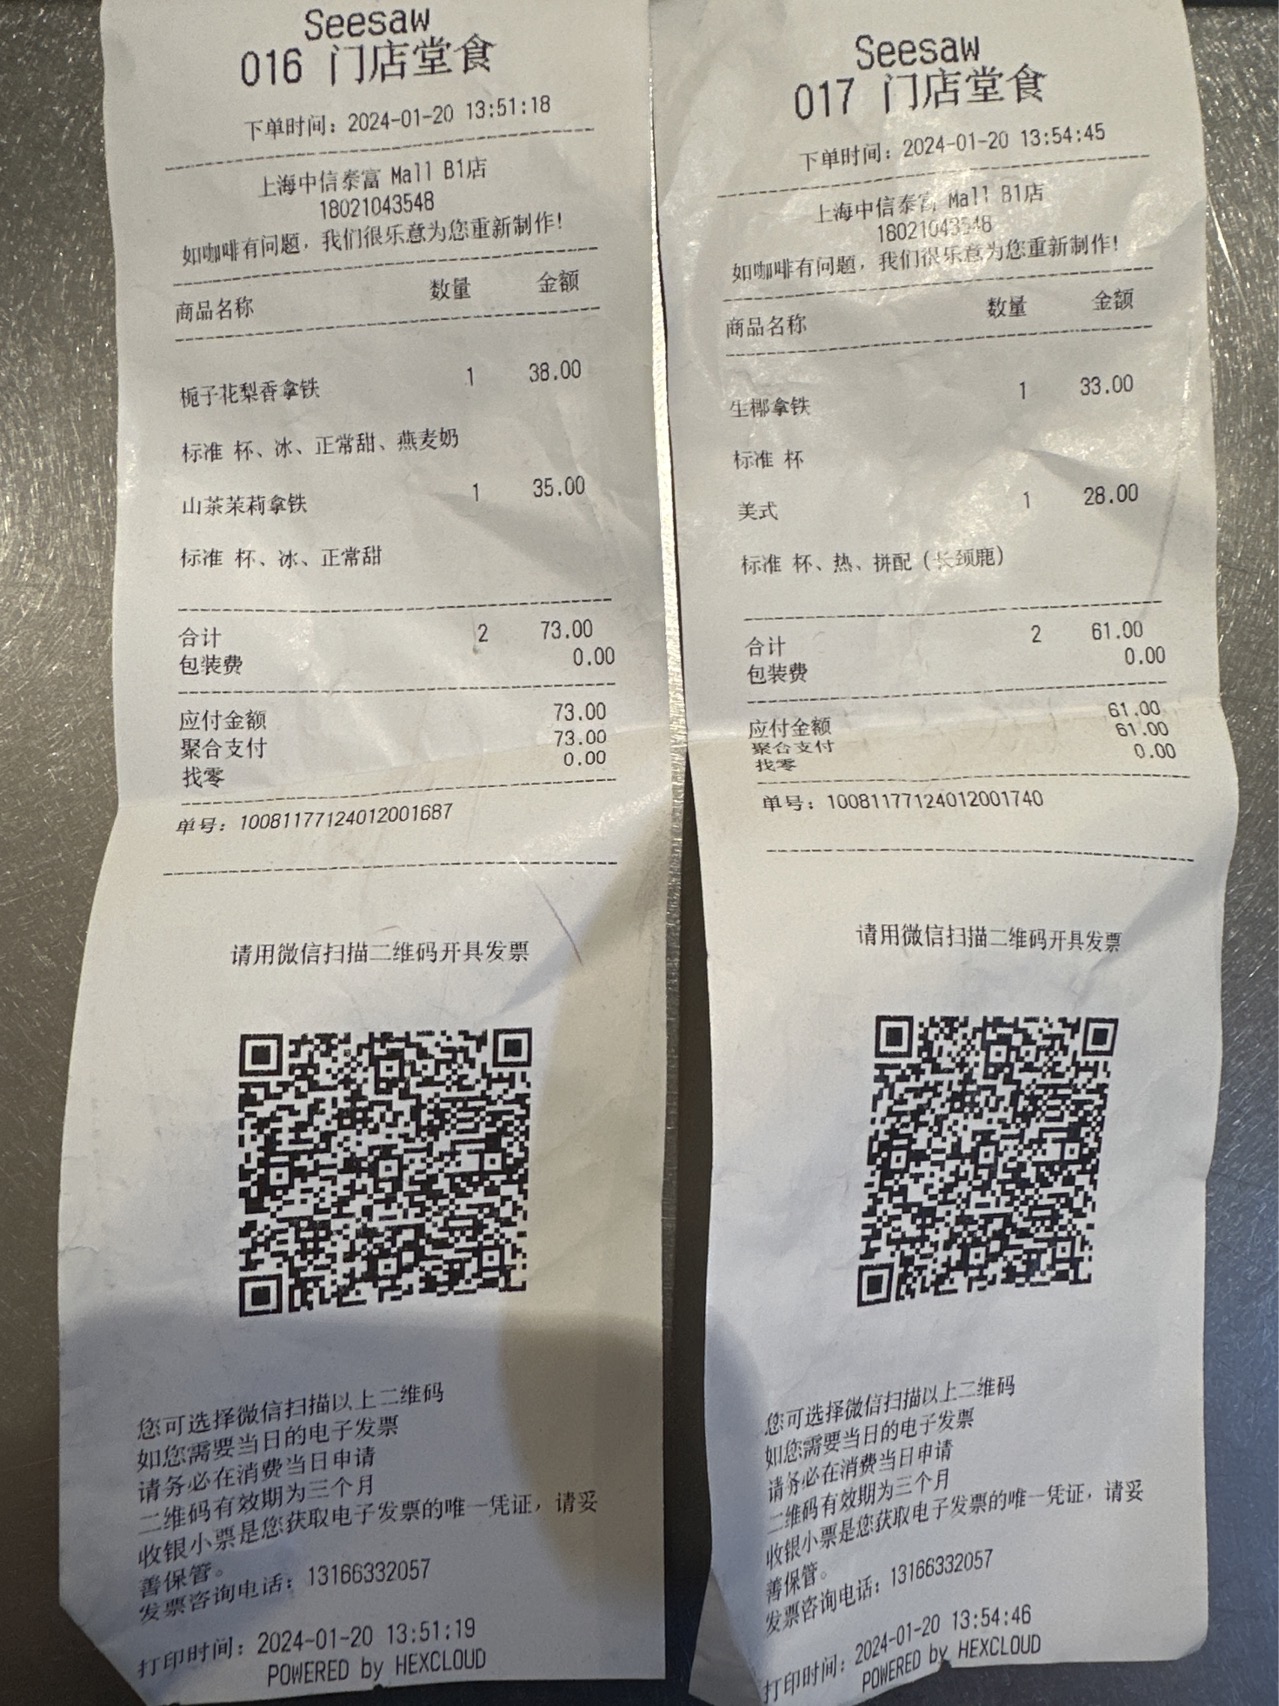 Seesaw
016 门店堂食
下单时间：2024-01-20 13:51:18
上海中信泰富 Mall B1店
18021043548
如咖啡有问题，我们很乐意为您重新制作！
商品名称 数量 金额
栀子花梨香拿铁 1 38.00
标准 杯、冰、正常甜、燕麦奶
山茶茉莉拿铁 1 35.00
标准 杯、冰、正常甜
合计 2 73.00
包装费 0.00
应付金额 73.00
聚合支付 73.00
找零 0.00
单号：10081177124012001687
请用微信扫描二维码开具发票
您可选择微信扫描以上二维码
如您需要当日的电子发票
请务必在消费当日申请
二维码有效期为三个月
收银小票是您获取电子发票的唯一凭证，请妥
善保管。
发票咨询电话：13166332057
打印时间：2024-01-20 13:51:19
POWERED by HEXCLOUD
Seesaw
017 门店堂食
下单时间：2024-01-20 13:54:45
上海中信泰富 Mall B1店
18021043548
如咖啡有问题，我们很乐意为您重新制作！
商品名称 数量 金额
生椰拿铁 1 33.00
标准 杯
美式 1 28.00
标准 杯、热、拼配（长颈鹿）
合计 2 61.00
包装费 0.00
应付金额 61.00
聚合支付 61.00
找零 0.00
单号：10081177124012001740
请用微信扫描二维码开具发票
您可选择微信扫描以上二维码
如您需要当日的电子发票
请务必在消费当日申请
二维码有效期为三个月
收银小票是您获取电子发票的唯一凭证，请妥
善保管。
发票咨询电话：13166332057
打印时间：2024-01-20 13:54:46
POWERED by HEXCLOUD